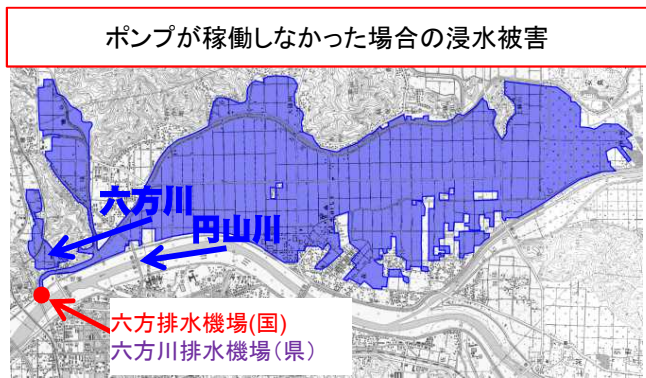 ポンプが稼働しなかった場合の浸水被害
六方川
円山川
六方排水機場(国)
六方川排水機場（県）